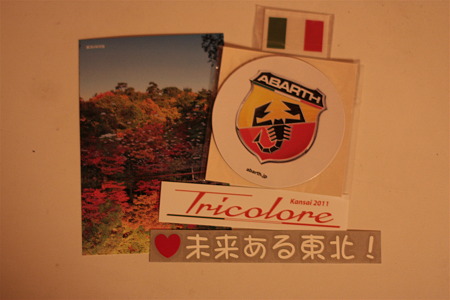 ABARTH
abarth.jp
Kansai 2011
Tricolore
未来ある東北！